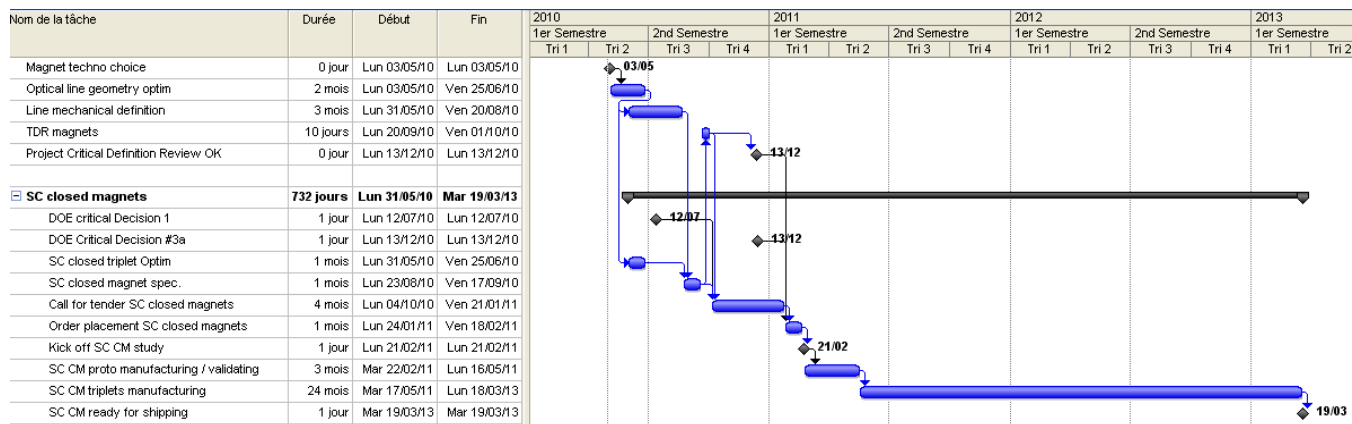 Nom de la tâche Durée Début Fin 2010 2011 2012 2013
1er Semestre 2nd Semestre 1er Semestre 2nd Semestre 1er Semestre 2nd Semestre 1er Semestre
Tri 1 Tri 2 Tri 3 Tri 4 Tri 1 Tri 2 Tri 3 Tri 4 Tri 1 Tri 2 Tri 3 Tri 4 Tri 1 Tri 2
Magnet techno choice 0 jour Lun 03/05/10 Lun 03/05/10 03/05
Optical line geometry optim 2 mois Lun 03/05/10 Ven 25/06/10
Line mechanical definition 3 mois Lun 31/05/10 Ven 20/08/10
TDR magnets 10 jours Lun 20/09/10 Ven 01/10/10
Project Critical Definition Review OK 0 jour Lun 13/12/10 Lun 13/12/10 13/12
SC closed magnets 732 jours Lun 31/05/10 Mar 19/03/13
DOE critical Decision 1 1 jour Lun 12/07/10 Lun 12/07/10 12/07
DOE Critical Decision #3a 1 jour Lun 13/12/10 Lun 13/12/10 13/12
SC closed triplet Optim 1 mois Lun 31/05/10 Ven 25/06/10
SC closed magnet spec. 1 mois Lun 23/08/10 Ven 17/09/10
Call for tender SC closed magnets 4 mois Lun 04/10/10 Ven 21/01/11
Order placement SC closed magnets 1 mois Lun 24/01/11 Ven 18/02/11
Kick off SC CM study 1 jour Lun 21/02/11 Lun 21/02/11 21/02
SC CM proto manufacturing / validating 3 mois Mar 22/02/11 Lun 16/05/11
SC CM triplets manufacturing 24 mois Mar 17/05/11 Lun 18/03/13
SC CM ready for shipping 1 jour Mar 19/03/13 Mar 19/03/13 19/03